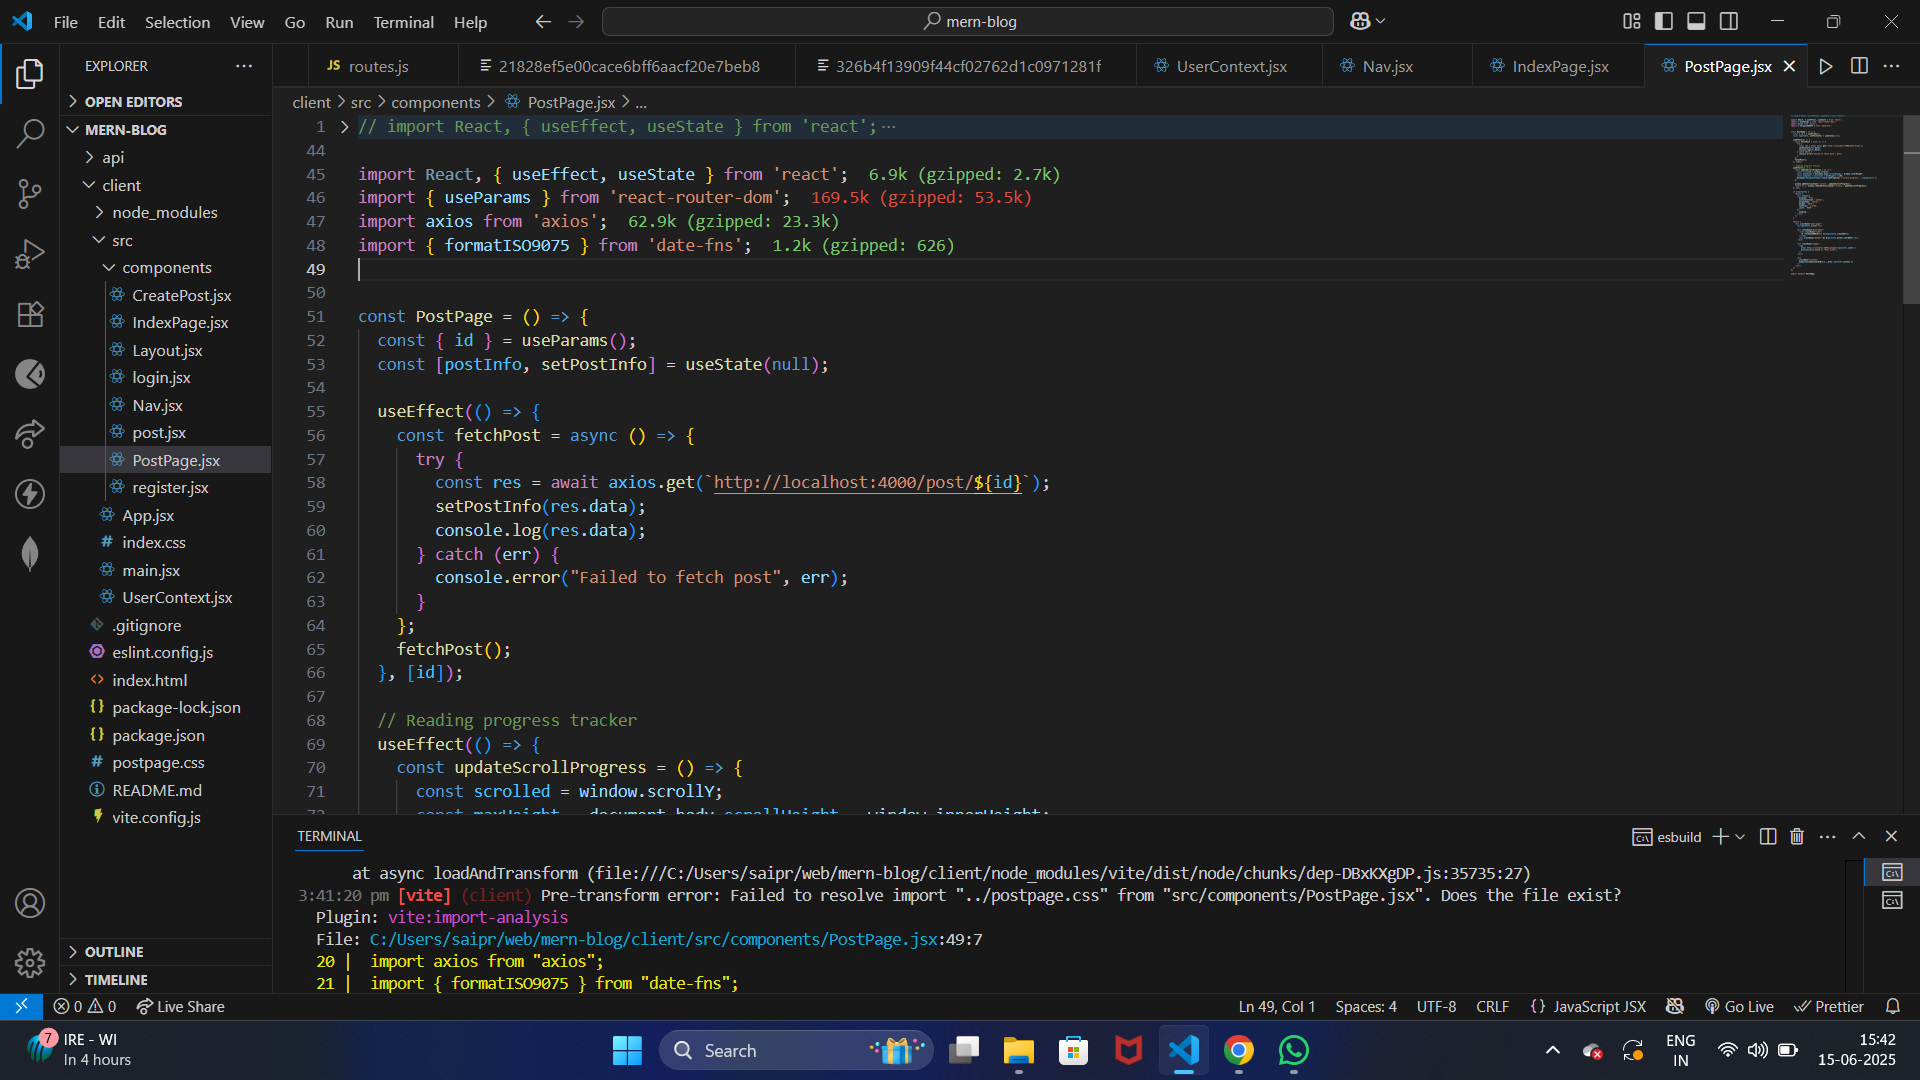 File Edit Selection View Go Run Terminal Help
mern-blog
EXPLORER
OPEN EDITORS
MERN-BLOG
api
client
node_modules
src
components
CreatePost.jsx
IndexPage.jsx
Layout.jsx
login.jsx
Nav.jsx
post.jsx
PostPage.jsx
register.jsx
App.jsx
# index.css
main.jsx
UserContext.jsx
.gitignore
eslint.config.js
<> index.html
{} package-lock.json
{} package.json
# postpage.css
README.md
vite.config.js
OUTLINE
TIMELINE
JS routes.js
21828ef5e00cace6bff6aacf20e7beb8
326b4f13909f44cf02762d1c0971281f
UserContext.jsx
Nav.jsx
IndexPage.jsx
PostPage.jsx
client > src > components > PostPage.jsx > ...
1 // import React, { useEffect, useState } from 'react'; ...
44
45 import React, { useEffect, useState } from 'react'; 6.9k (gzipped: 2.7k)
46 import { useParams } from 'react-router-dom'; 169.5k (gzipped: 53.5k)
47 import axios from 'axios'; 62.9k (gzipped: 23.3k)
48 import { formatISO9075 } from 'date-fns'; 1.2k (gzipped: 626)
49
50
51 const PostPage = () => {
52 const { id } = useParams();
53 const [postInfo, setPostInfo] = useState(null);
54
55 useEffect(() => {
56 const fetchPost = async () => {
57 try {
58 const res = await axios.get(`http://localhost:4000/post/${id}`);
59 setPostInfo(res.data);
60 console.log(res.data);
61 } catch (err) {
62 console.error("Failed to fetch post", err);
63 }
64 };
65 fetchPost();
66 }, [id]);
67
68 // Reading progress tracker
69 useEffect(() => {
70 const updateScrollProgress = () => {
71 const scrolled = window.scrollY;
72 const maxHeight = document.body.scrollHeight - window.innerHeight;
TERMINAL
esbuild
at async loadAndTransform (file:///C:/Users/saipr/web/mern-blog/client/node_modules/vite/dist/node/chunks/dep-DBxKXgDP.js:35735:27)
3:41:20 pm [vite] (client) Pre-transform error: Failed to resolve import "../postpage.css" from "src/components/PostPage.jsx". Does the file exist?
Plugin: vite:import-analysis
File: C:/Users/saipr/web/mern-blog/client/src/components/PostPage.jsx:49:7
20 | import axios from "axios";
21 | import { formatISO9075 } from "date-fns";
0 0 Live Share
Ln 49, Col 1 Spaces: 4 UTF-8 CRLF {} JavaScript JSX Go Live Prettier
7
IRE - WI
In 4 hours
Search
ENG
IN
15:42
15-06-2025